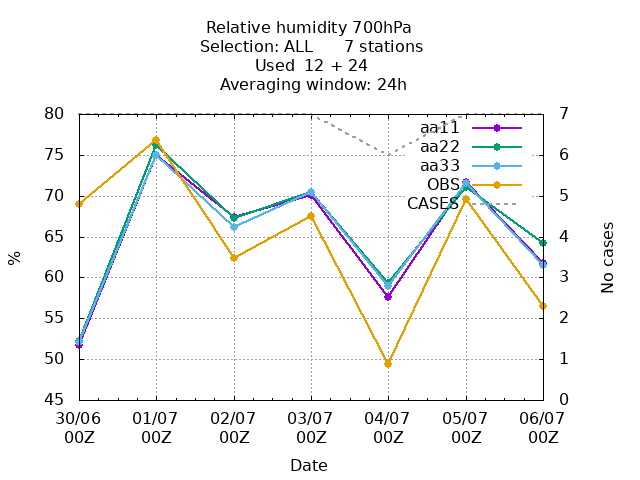 Relative humidity 700hPa
Selection: ALL 7 stations
Used 12 + 24
Averaging window: 24h
80 7
aa11
aa22
75 6
aa33
OBS
70 5
CASES
65 4
%
No cases
60 3
55 2
50 1
45 0
30/06 01/07 02/07 03/07 04/07 05/07 06/07
00Z 00Z 00Z 00Z 00Z 00Z 00Z
Date